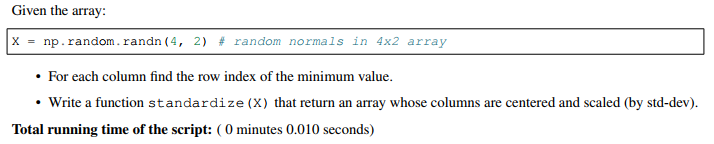 Given the array:
X = np.random.randn(4, 2) # random normals in 4x2 array
• For each column find the row index of the minimum value.
• Write a function standardize(X) that return an array whose columns are centered and scaled (by std-dev).
Total running time of the script: ( 0 minutes 0.010 seconds)